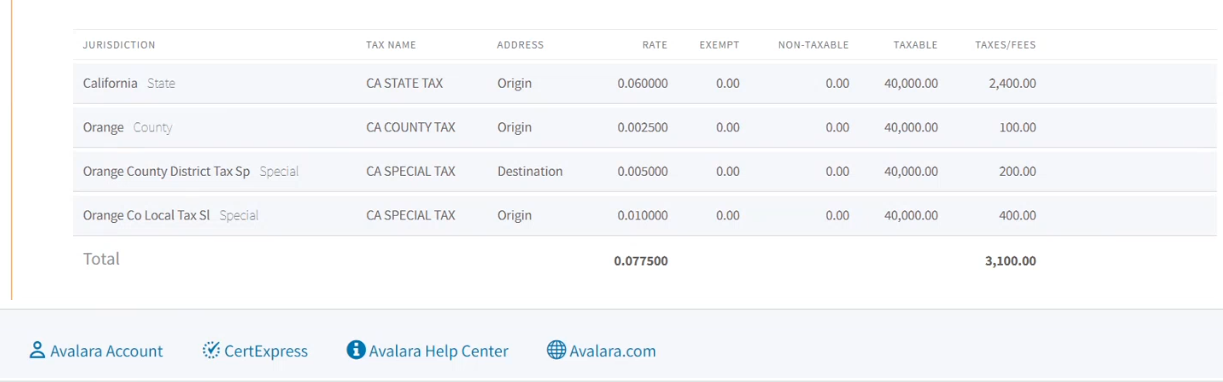 JURISDICTION TAX NAME ADDRESS RATE EXEMPT NON-TAXABLE TAXABLE TAXES/FEES
California State CA STATE TAX Origin 0.060000 0.00 0.00 40,000.00 2,400.00
Orange County CA COUNTY TAX Origin 0.002500 0.00 0.00 40,000.00 100.00
Orange County District Tax Sp Special CA SPECIAL TAX Destination 0.005000 0.00 0.00 40,000.00 200.00
Orange Co Local Tax Sl Special CA SPECIAL TAX Origin 0.010000 0.00 0.00 40,000.00 400.00
Total 0.077500 3,100.00
Avalara Account CertExpress Avalara Help Center Avalara.com